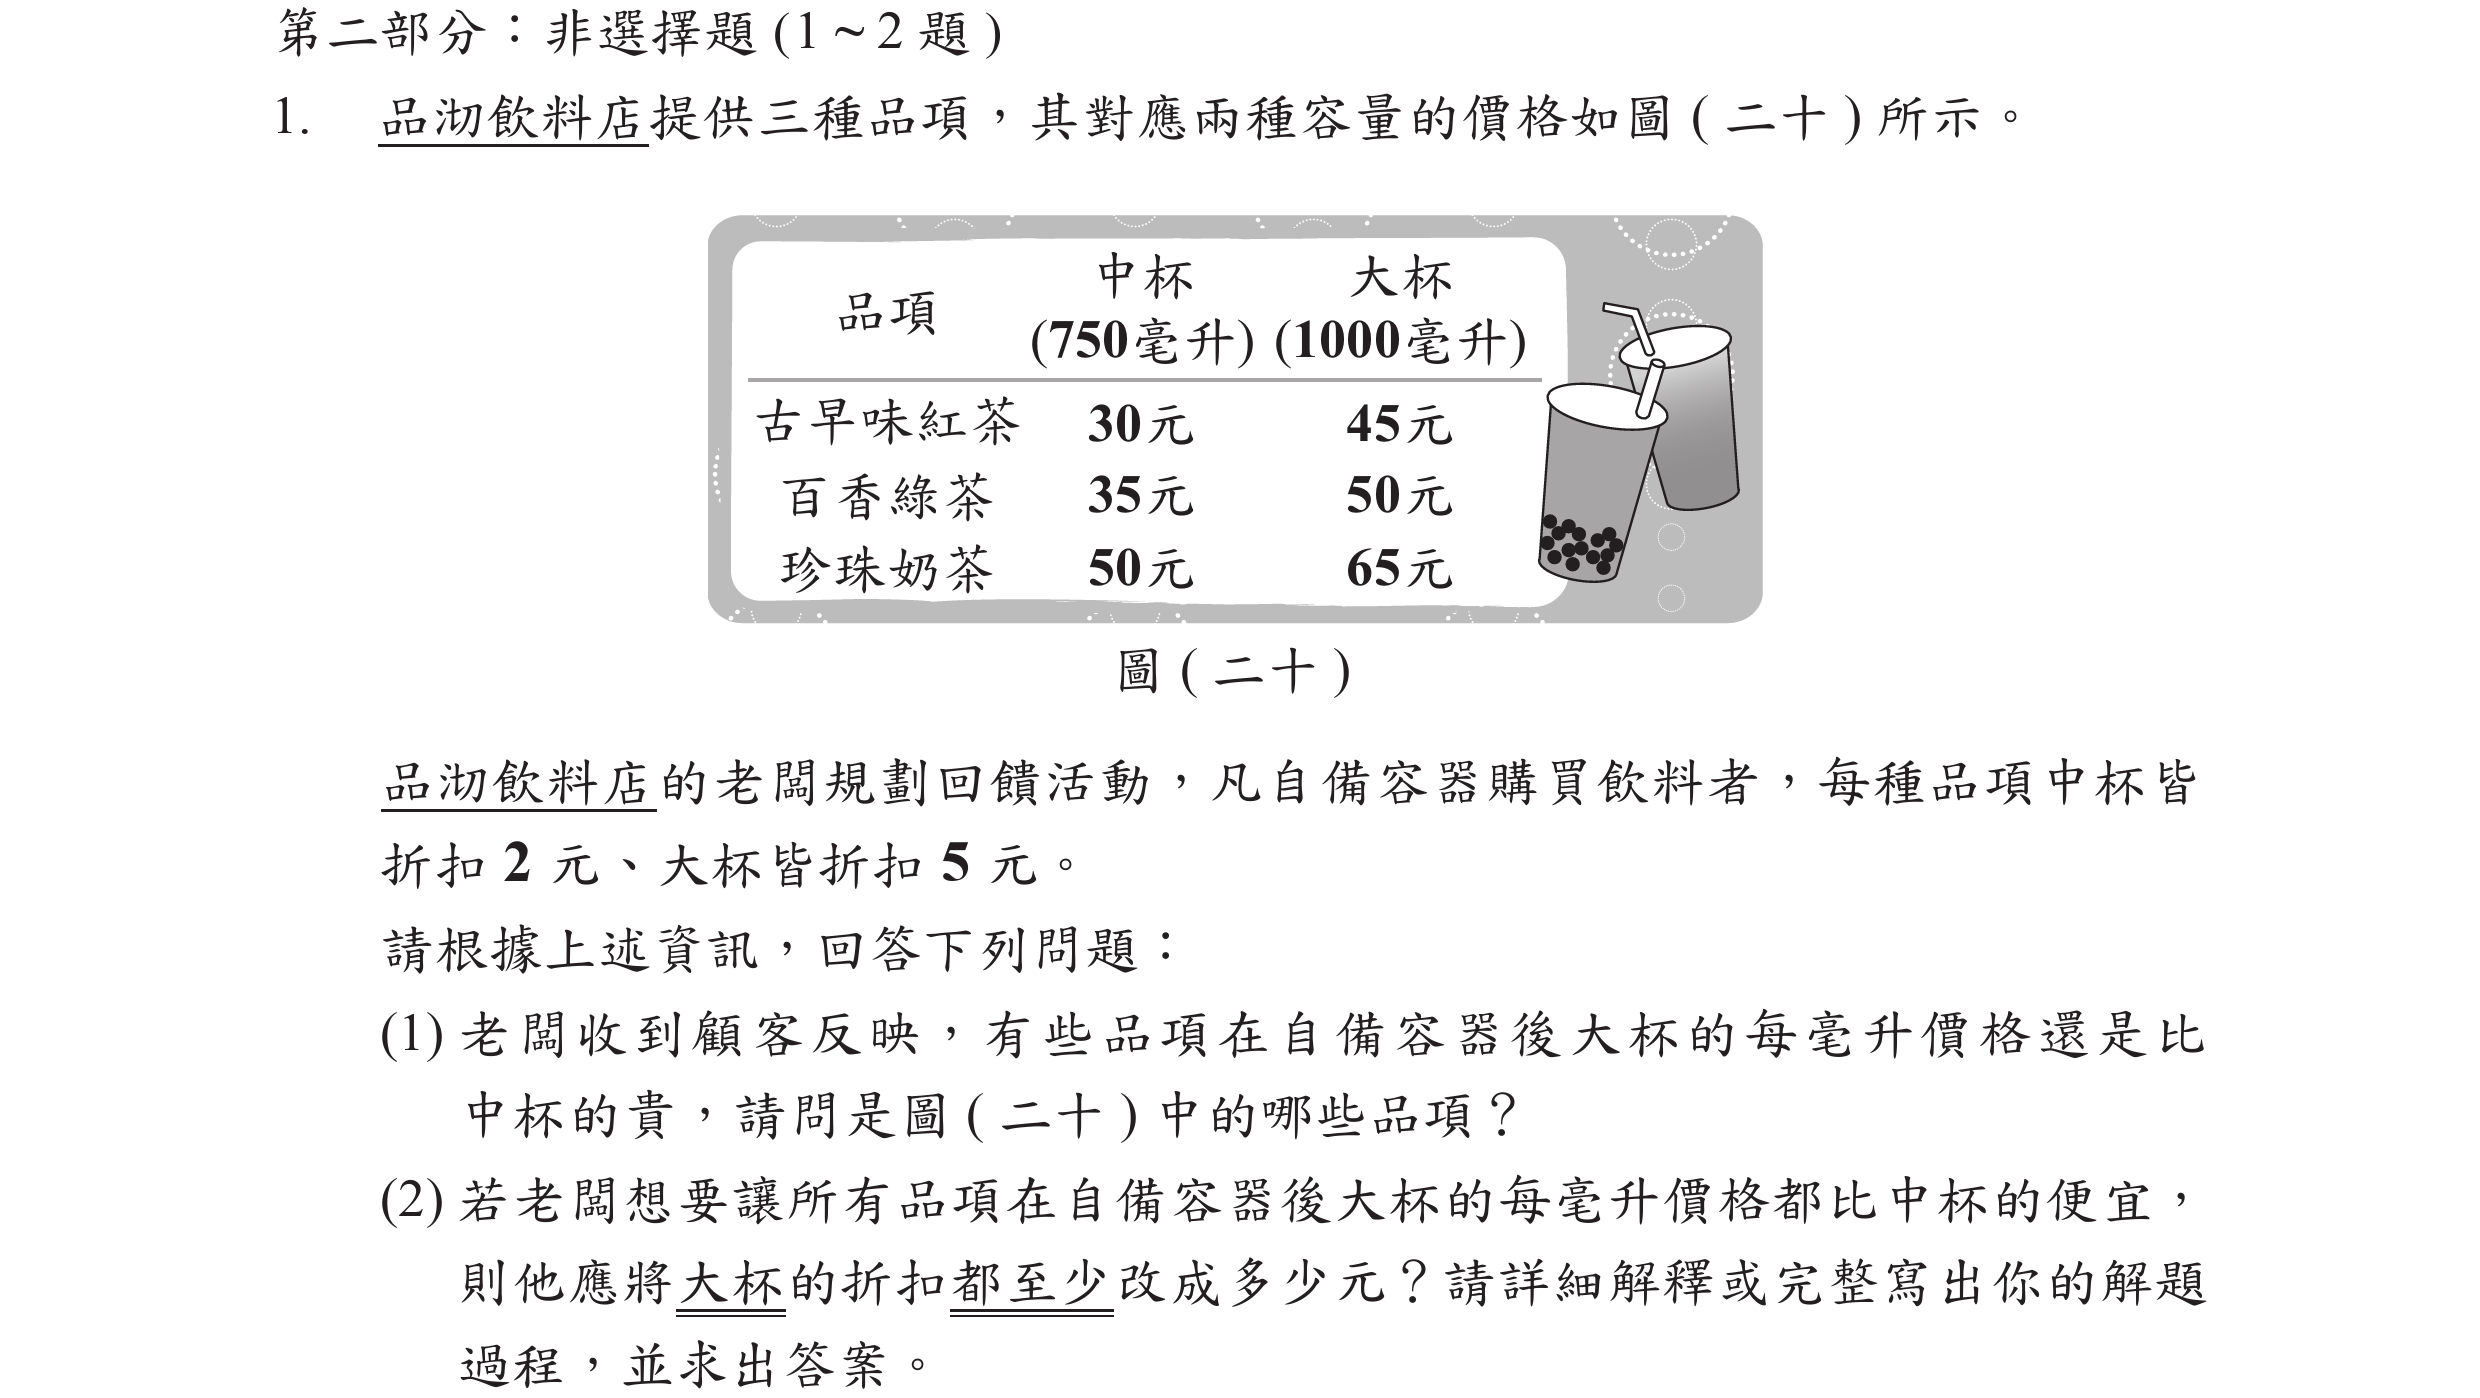 第二部分：非選擇題 (1～2 題)
1. 品沏飲料店提供三種品項，其對應兩種容量的價格如圖(二十)所示。
品項 中杯 大杯
(750毫升) (1000毫升)
古早味紅茶 30元 45元
百香綠茶 35元 50元
珍珠奶茶 50元 65元
圖(二十)
品沏飲料店的老闆規劃回饋活動，凡自備容器購買飲料者，每種品項中杯皆
折扣 2 元、大杯皆折扣 5 元。
請根據上述資訊，回答下列問題：
(1) 老闆收到顧客反映，有些品項在自備容器後大杯的每毫升價格還是比
中杯的貴，請問是圖(二十)中的哪些品項？
(2) 若老闆想要讓所有品項在自備容器後大杯的每毫升價格都比中杯的便宜，
則他應將大杯的折扣都至少改成多少元？請詳細解釋或完整寫出你的解題
過程，並求出答案。